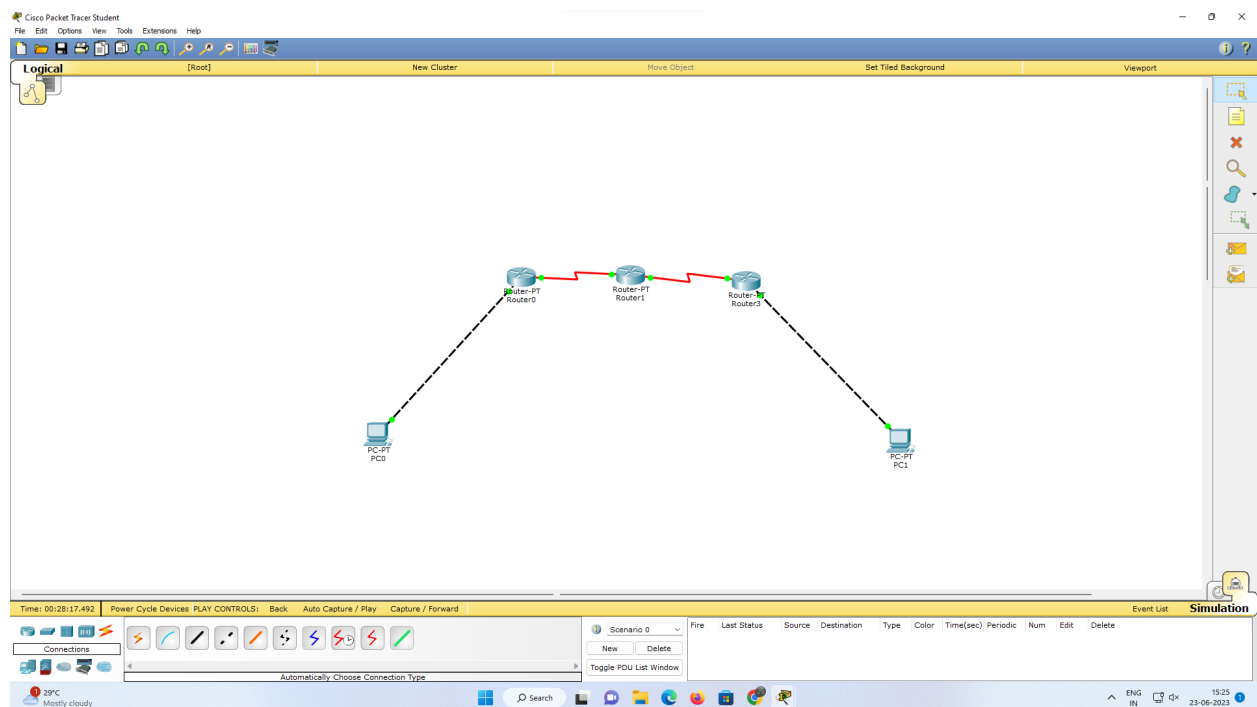 Cisco Packet Tracer Student
File Edit Options View Tools Extensions Help
Logical [Root] New Cluster Move Object Set Tiled Background Viewport
Router-PT
Router0
Router-PT
Router1
Router-PT
Router3
PC-PT
PC0
PC-PT
PC1
Time: 00:28:17.492 Power Cycle Devices PLAY CONTROLS: Back Auto Capture / Play Capture / Forward Event List Simulation
Scenario 0 Fire Last Status Source Destination Type Color Time(sec) Periodic Num Edit Delete
Connections New Delete
Toggle PDU List Window
Automatically Choose Connection Type
1 29°C
Mostly cloudy
Search
ENG
IN
15:25
23-06-2023 1